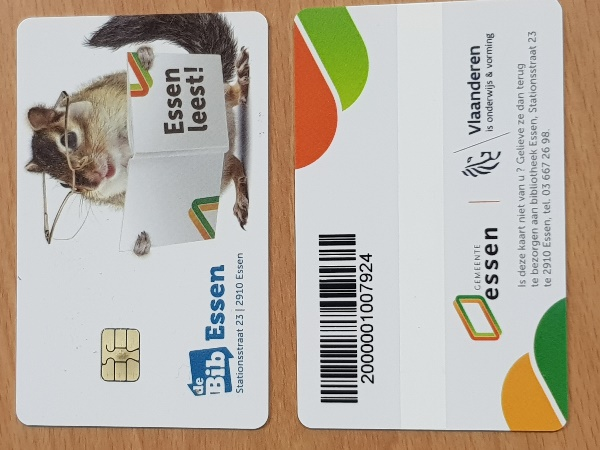 Essen
leest!
de
Bib Essen
Stationsstraat 23 | 2910 Essen
2000001007924
GEMEENTE
essen
Vlaanderen
is onderwijs & vorming
Is deze kaart niet van u? Gelieve ze dan terug
te bezorgen aan bibliotheek Essen, Stationsstraat 23
te 2910 Essen, tel. 03 667 26 98.